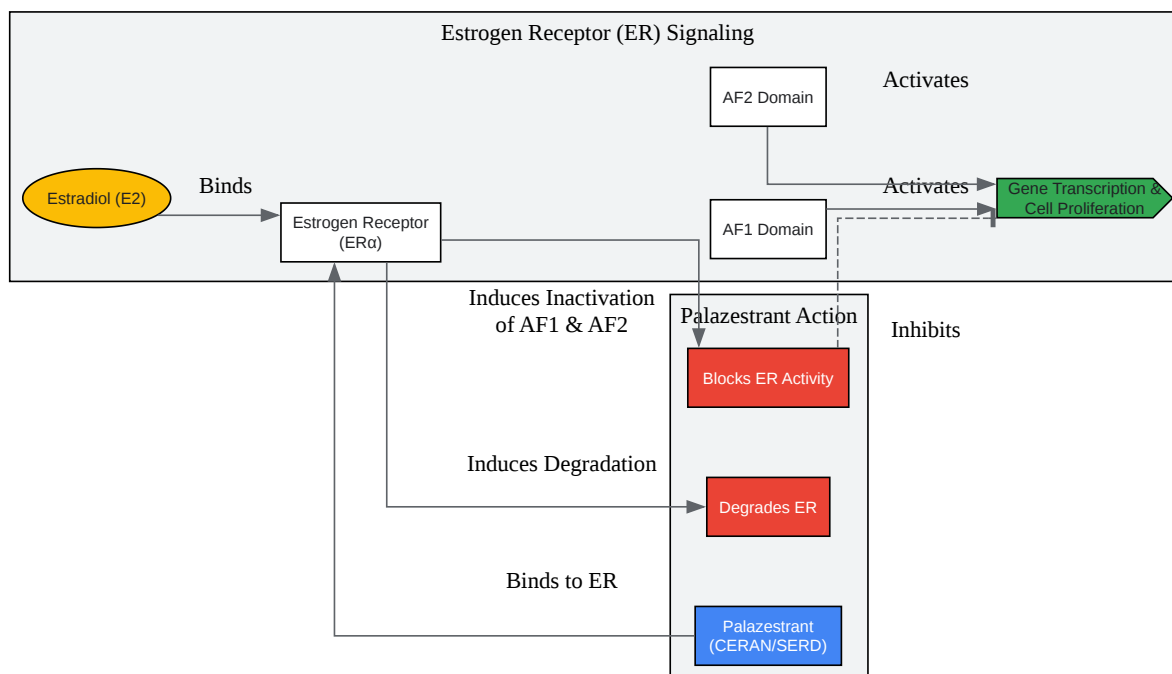 Estrogen Receptor (ER) Signaling
AF2 Domain
Activates
Estradiol (E2)
Binds
Estrogen Receptor
(ERα)
AF1 Domain
Activates
Gene Transcription &
Cell Proliferation
Induces Inactivation
of AF1 & AF2
Palazestrant Action
Inhibits
Blocks ER Activity
Induces Degradation
Degrades ER
Binds to ER
Palazestrant
(CERAN/SERD)